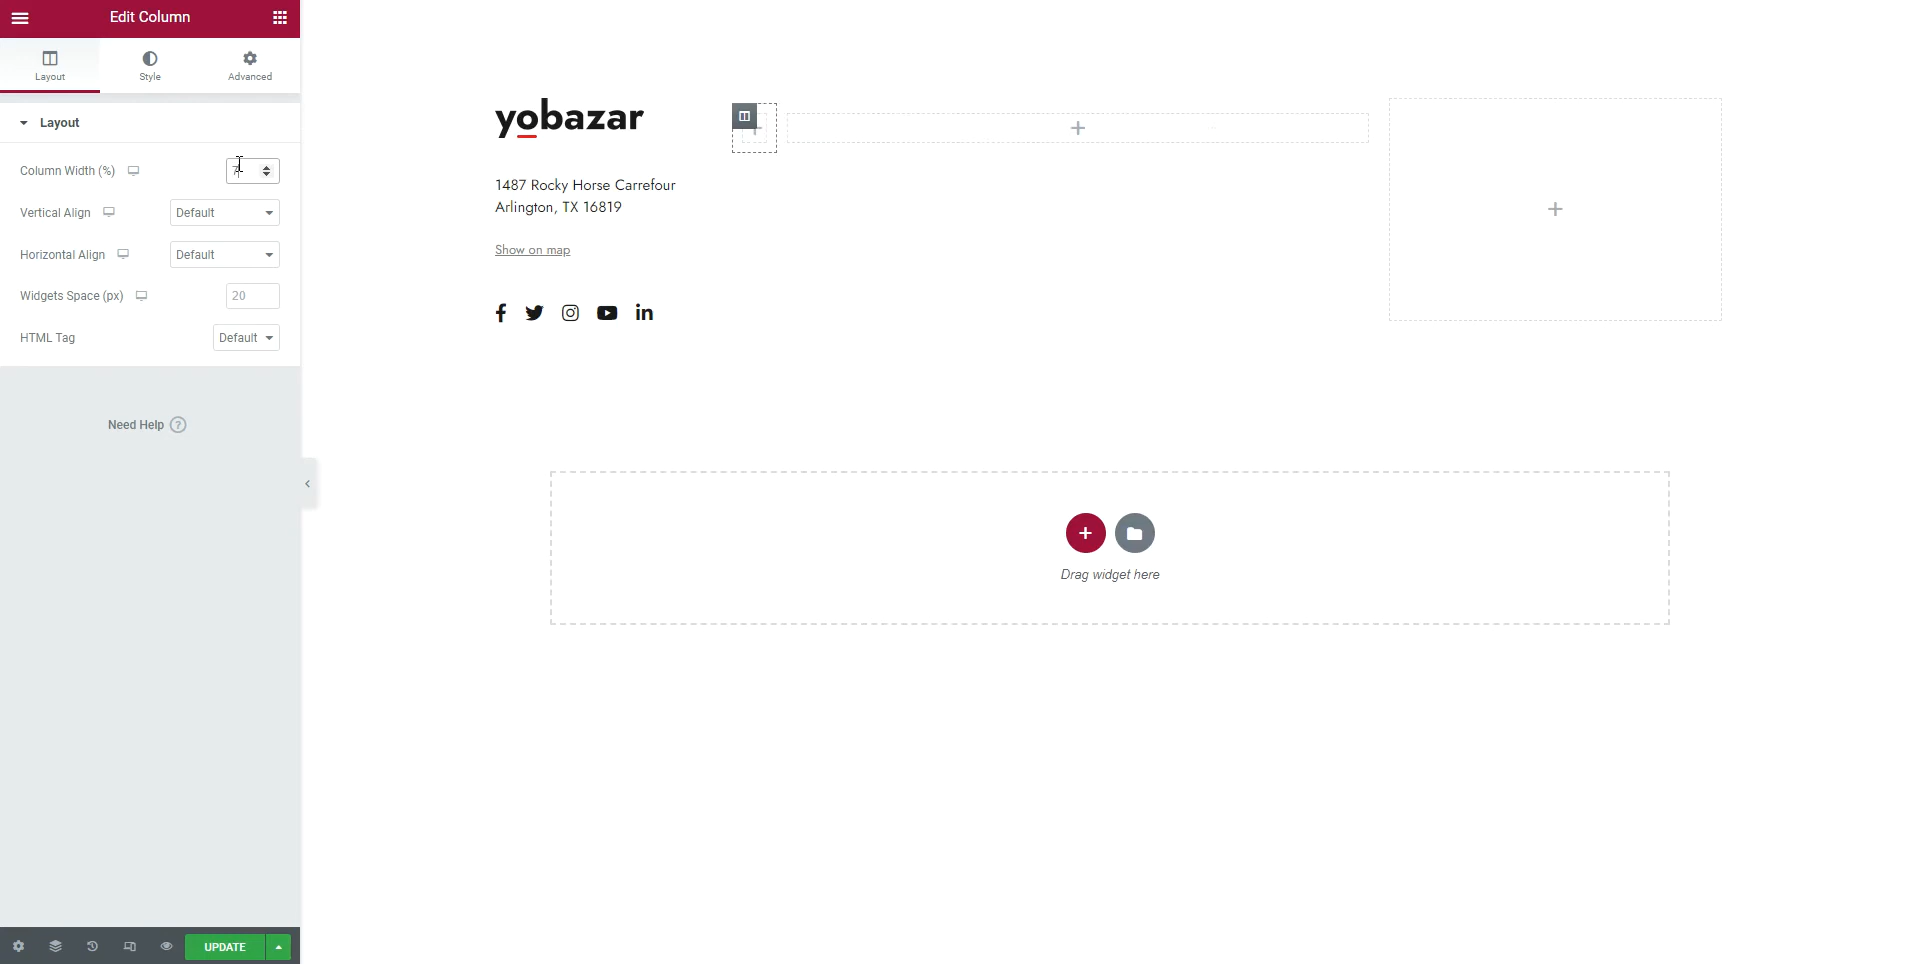 Edit Column
Layout
Style
Advanced
Layout
Column Width (%)
7
Vertical Align
Default
Horizontal Align
Default
Widgets Space (px)
20
HTML Tag
Default
Need Help ?
UPDATE
yobazar
1487 Rocky Horse Carrefour
Arlington, TX 16819
Show on map
Drag widget here